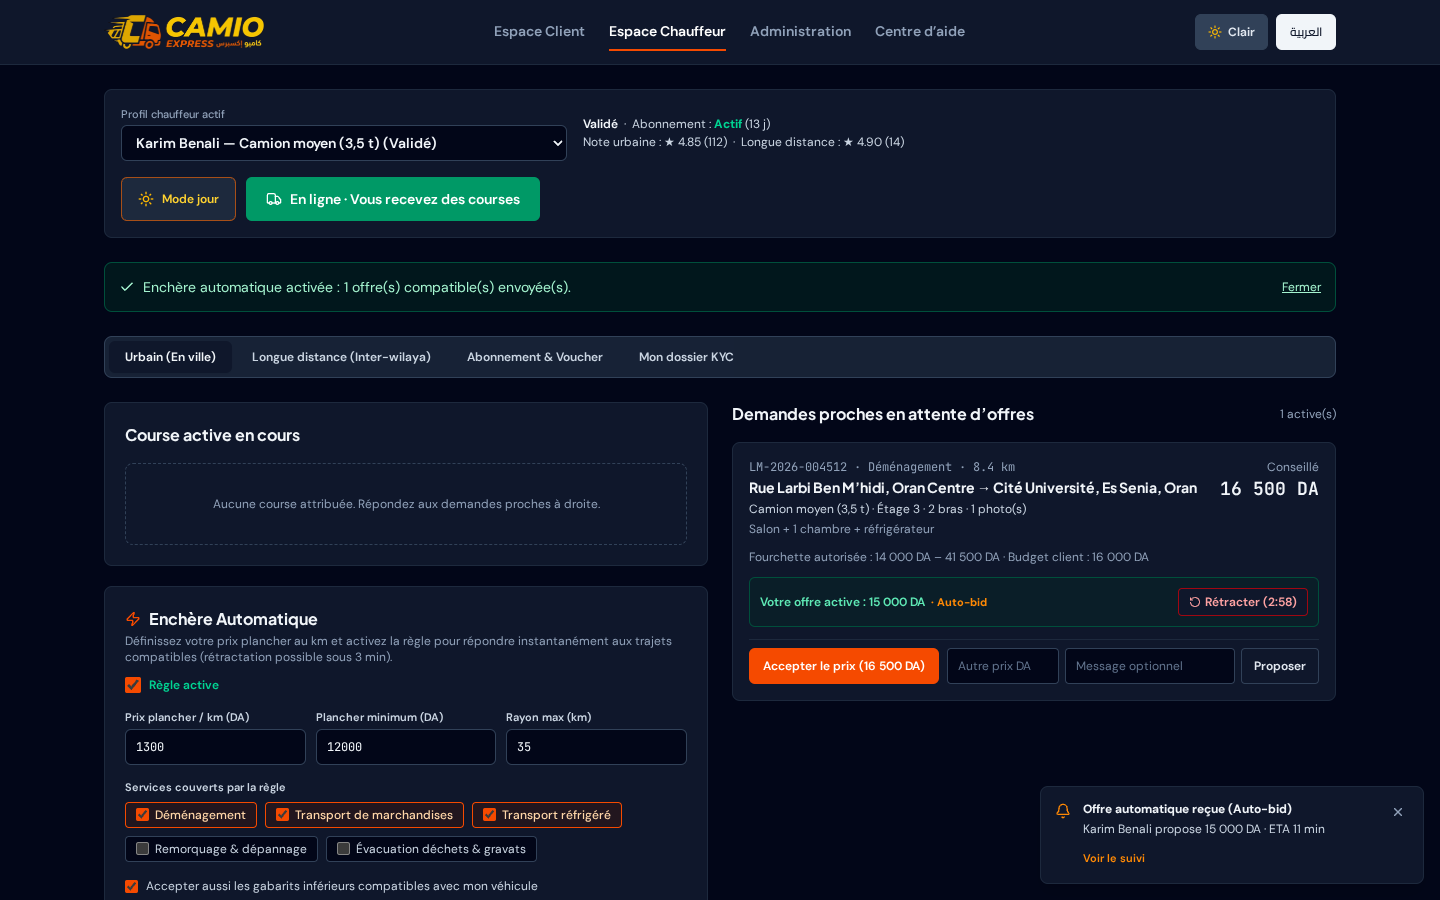 CAMIO
EXPRESS كاميو إكسبرس
Espace Client
Espace Chauffeur
Administration
Centre d’aide
Clair
العربية
Profil chauffeur actif
Karim Benali — Camion moyen (3,5 t) (Validé)
Validé · Abonnement : Actif (13 j)
Note urbaine : ★ 4.85 (112) · Longue distance : ★ 4.90 (14)
Mode jour
En ligne · Vous recevez des courses
Enchère automatique activée : 1 offre(s) compatible(s) envoyée(s).
Fermer
Urbain (En ville)
Longue distance (Inter-wilaya)
Abonnement & Voucher
Mon dossier KYC
Course active en cours
Aucune course attribuée. Répondez aux demandes proches à droite.
Enchère Automatique
Définissez votre prix plancher au km et activez la règle pour répondre instantanément aux trajets
compatibles (rétractation possible sous 3 min).
Règle active
Prix plancher / km (DA)
Plancher minimum (DA)
Rayon max (km)
1300
12000
35
Services couverts par la règle
Déménagement
Transport de marchandises
Transport réfrigéré
Remorquage & dépannage
Évacuation déchets & gravats
Accepter aussi les gabarits inférieurs compatibles avec mon véhicule
Demandes proches en attente d’offres
1 active(s)
LM-2026-004512 · Déménagement · 8.4 km
Conseillé
Rue Larbi Ben M’hidi, Oran Centre → Cité Université, Es Senia, Oran
16 500 DA
Camion moyen (3,5 t) · Étage 3 · 2 bras · 1 photo(s)
Salon + 1 chambre + réfrigérateur
Fourchette autorisée : 14 000 DA – 41 500 DA · Budget client : 16 000 DA
Votre offre active : 15 000 DA · Auto-bid
Rétracter (2:58)
Accepter le prix (16 500 DA)
Autre prix DA
Message optionnel
Proposer
Offre automatique reçue (Auto-bid)
Karim Benali propose 15 000 DA · ETA 11 min
Voir le suivi